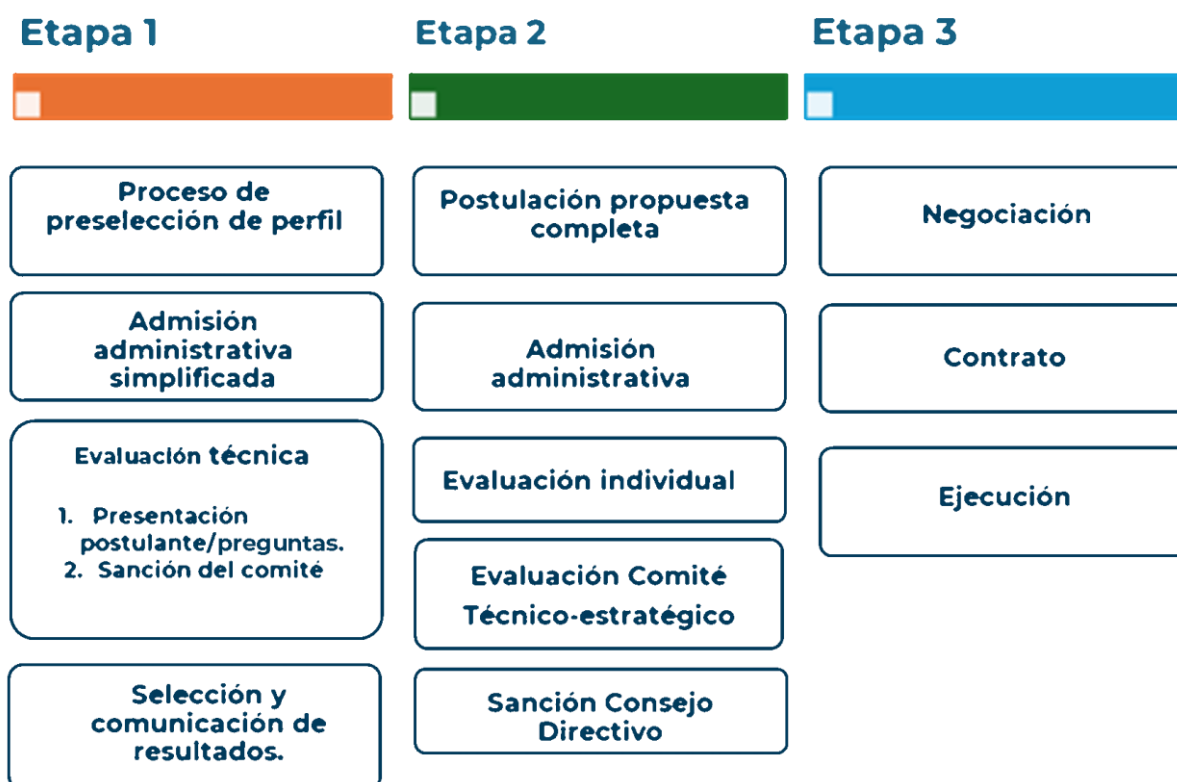 Etapa 1
Proceso de
preselección de perfil
Admisión
administrativa
simplificada
Evaluación técnica
1. Presentación
postulante/preguntas.
2. Sanción del comité
Selección y
comunicación de
resultados.
Etapa 2
Postulación propuesta
completa
Admisión
administrativa
Evaluación individual
Evaluación Comité
Técnico-estratégico
Sanción Consejo
Directivo
Etapa 3
Negociación
Contrato
Ejecución